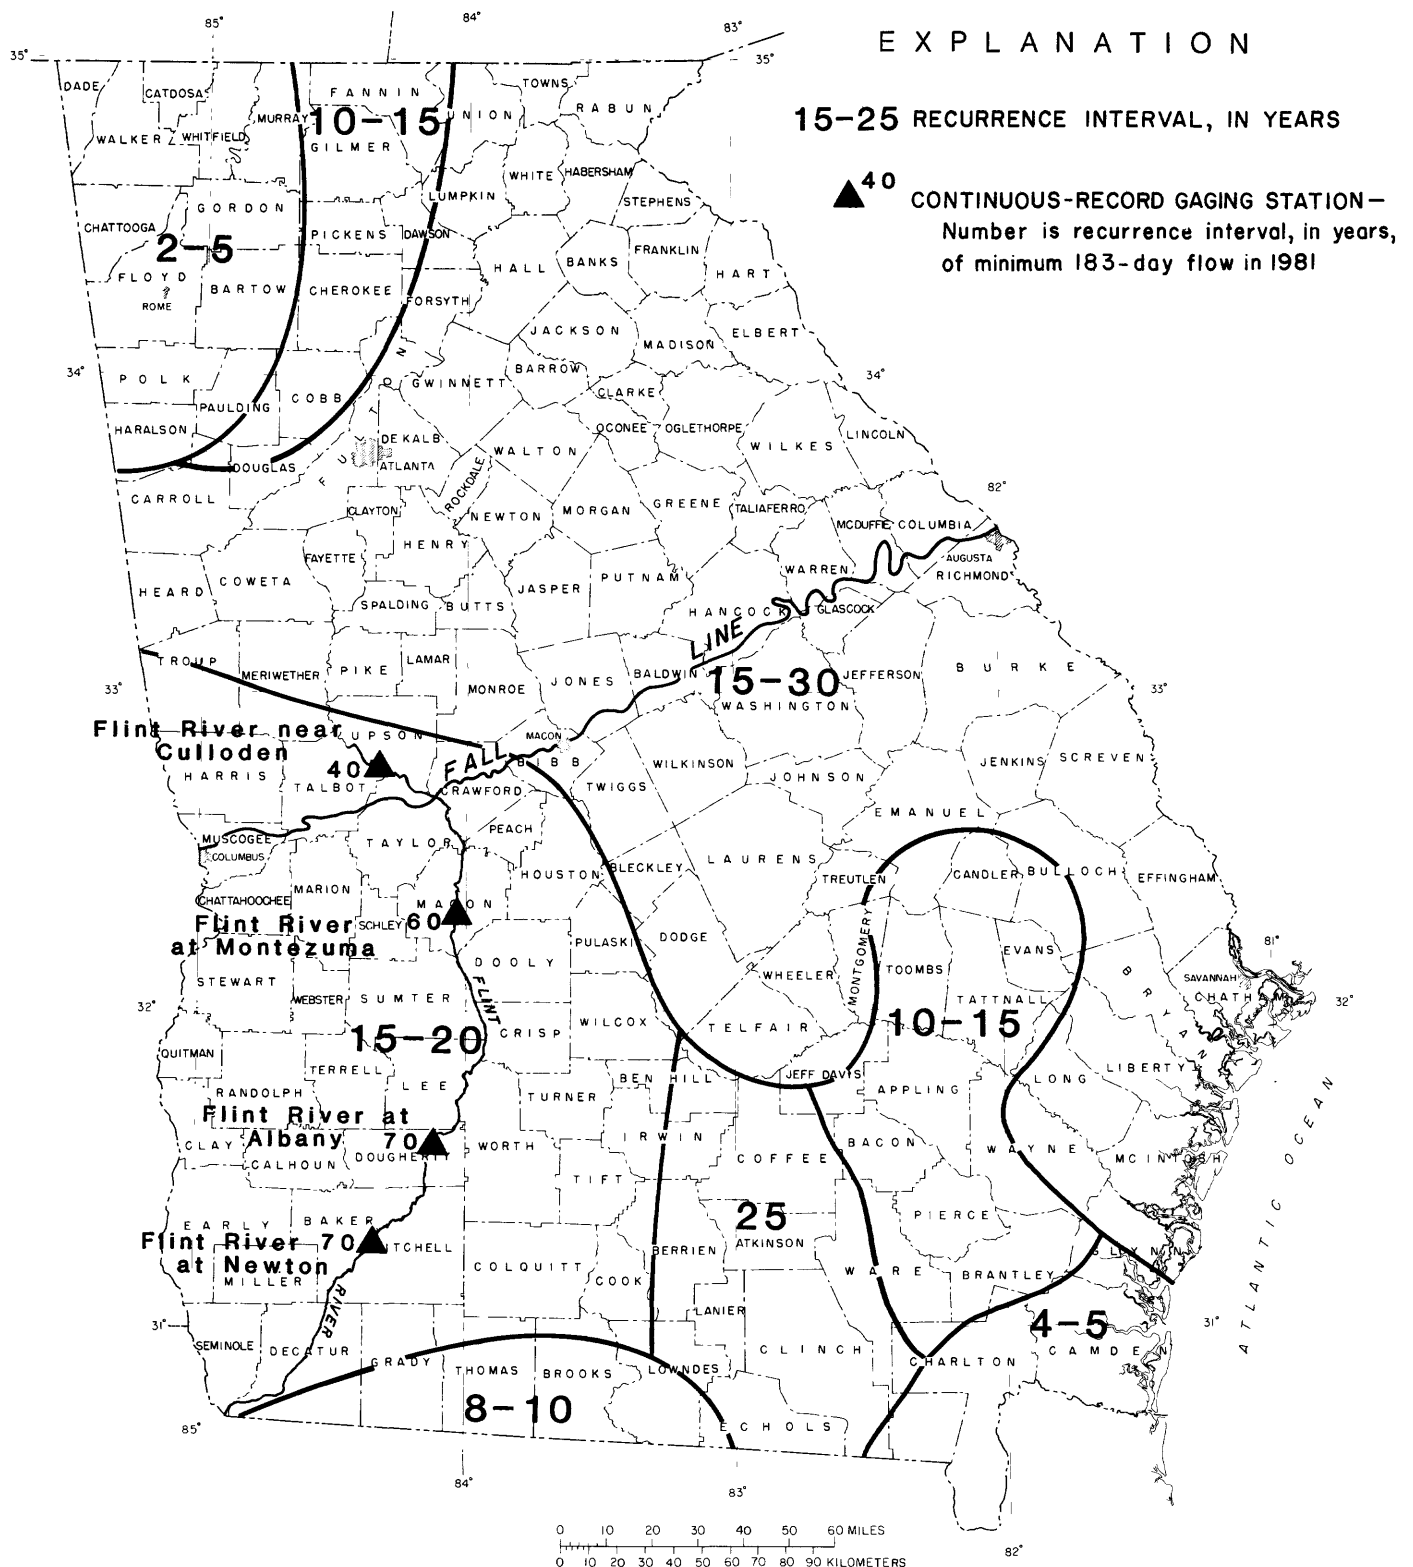 EXPLANATION
15-25 RECURRENCE INTERVAL, IN YEARS
40 CONTINUOUS-RECORD GAGING STATION—
Number is recurrence interval, in years,
of minimum 183-day flow in 1981
85°
84°
83°
35°
35°
DADE
CATOOSA
WALKER
WHITFIELD
MURRAY
FANNIN
10-15
GILMER
UNION
TOWNS
RABUN
LUMPKIN
WHITE
HABERSHAM
STEPHENS
CHATTOOGA
GORDON
PICKENS
DAWSON
2-5
FLOYD
ROME
BARTOW
CHEROKEE
FORSYTH
HALL
BANKS
FRANKLIN
HART
JACKSON
MADISON
ELBERT
34°
34°
POLK
PAULDING
COBB
FULTON
GWINNETT
BARROW
CLARKE
HARALSON
DOUGLAS
DE KALB
ATLANTA
WALTON
OCONEE
OGLETHORPE
WILKES
LINCOLN
CARROLL
CLAYTON
ROCKDALE
NEWTON
MORGAN
GREENE
TALIAFERRO
MCDUFFIE
COLUMBIA
82°
HEARD
COWETA
FAYETTE
HENRY
SPALDING
BUTTS
JASPER
PUTNAM
HANCOCK
WARREN
GLASCOCK
AUGUSTA
RICHMOND
TROUP
MERIWETHER
PIKE
LAMAR
MONROE
JONES
BALDWIN
FALL LINE
15-30
WASHINGTON
JEFFERSON
BURKE
33°
33°
Flint River near
Culloden
40
UPSON
HARRIS
TALBOT
MACON
BIBB
CRAWFORD
TWIGGS
WILKINSON
JOHNSON
JENKINS
SCREVEN
EMANUEL
MUSCOGEE
COLUMBUS
TAYLOR
PEACH
HOUSTON
BLECKLEY
LAURENS
TREUTLEN
CANDLER
BULLOCH
EFFINGHAM
CHATTAHOOCHEE
MARION
SCHLEY
MACON
Flint River
at Montezuma
60
DOOLY
PULASKI
DODGE
WHEELER
MONTGOMERY
TOOMBS
EVANS
TATTNALL
BRYAN
SAVANNAH
CHATHAM
81°
32°
32°
STEWART
WEBSTER
SUMTER
FLINT
15-20
CRISP
WILCOX
TELFAIR
10-15
QUITMAN
RANDOLPH
TERRELL
LEE
TURNER
BEN HILL
JEFF DAVIS
APPLING
LONG
LIBERTY
Flint River at
Albany
70
CLAY
CALHOUN
DOUGHERTY
WORTH
IRWIN
TIFT
COFFEE
BACON
WAYNE
MCINTOSH
ATLANTIC OCEAN
EARLY
BAKER
Flint River
at Newton
70
MITCHELL
MILLER
COLQUITT
COOK
BERRIEN
25
ATKINSON
PIERCE
WARE
BRANTLEY
GLYNN
31°
31°
SEMINOLE
DECATUR
RIVER
GRADY
THOMAS
BROOKS
LOWNDES
LANIER
CLINCH
CHARLTON
4-5
CAMDEN
8-10
ECHOLS
85°
84°
83°
82°
0 10 20 30 40 50 60 MILES
0 10 20 30 40 50 60 70 80 90 KILOMETERS